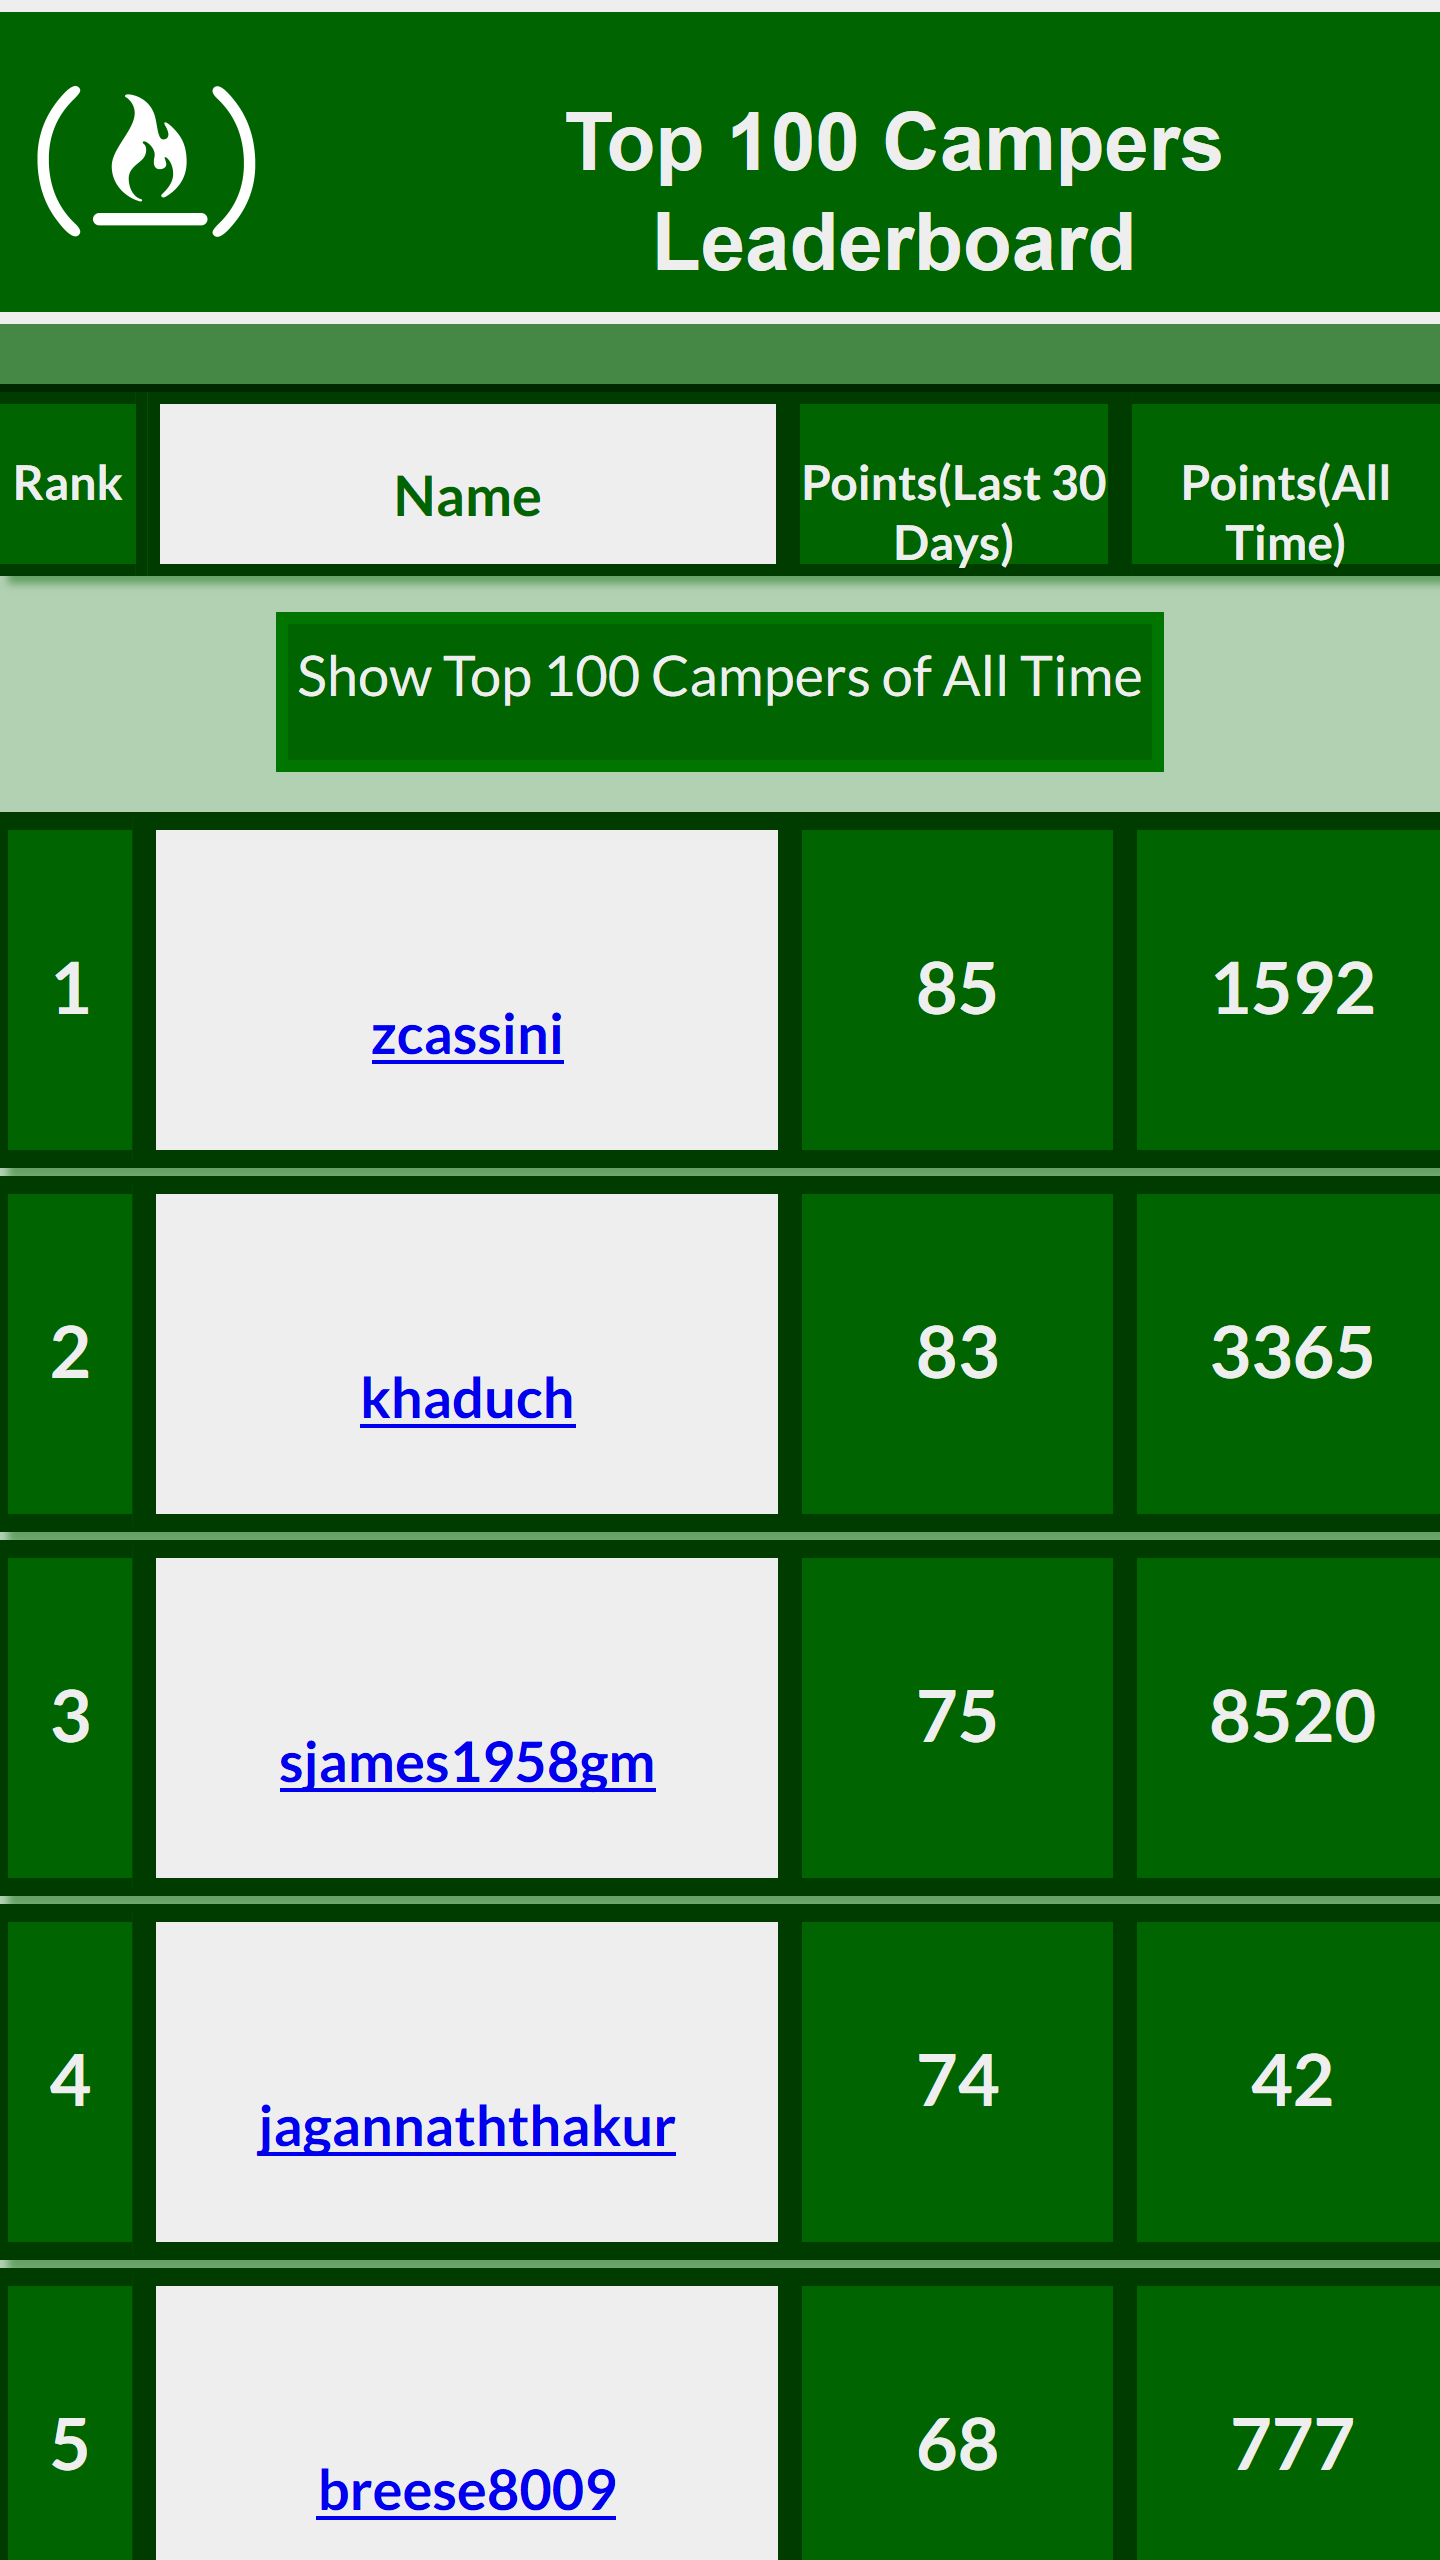 Top 100 Campers
Leaderboard
Rank
Name
Points(Last 30
Days)
Points(All
Time)
Show Top 100 Campers of All Time
1
zcassini
85
1592
2
khaduch
83
3365
3
sjames1958gm
75
8520
4
jagannaththakur
74
42
5
breese8009
68
777